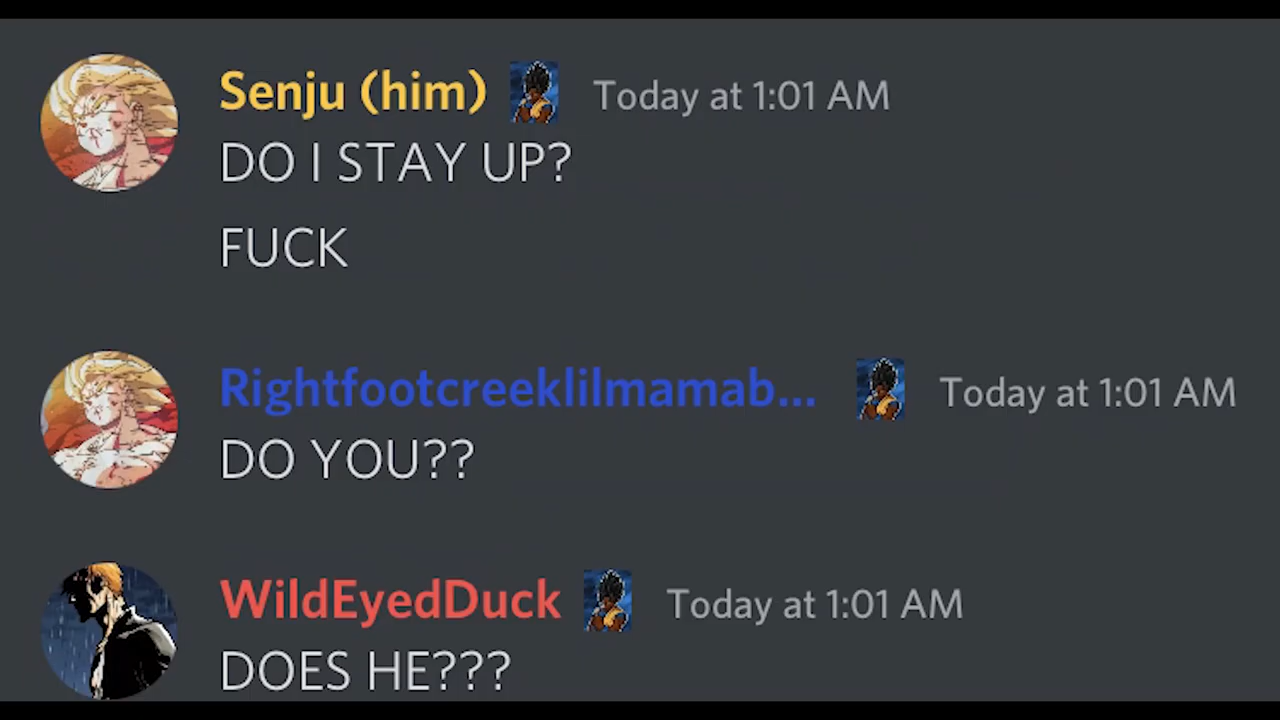 Senju (him) Today at 1:01 AM
DO I STAY UP?
FUCK
Rightfootcreeklilmamab... Today at 1:01 AM
DO YOU??
WildEyedDuck Today at 1:01 AM
DOES HE???